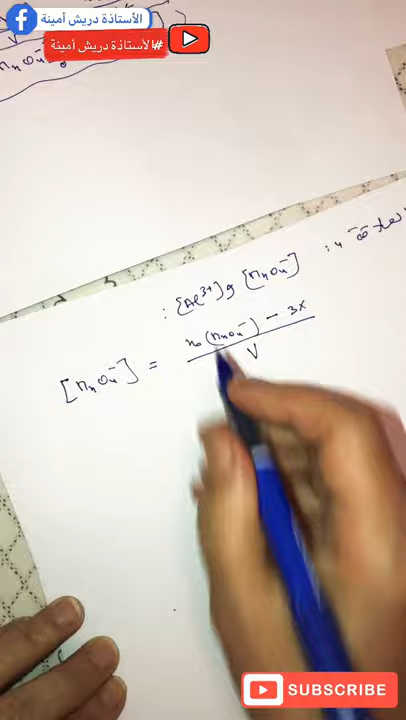 الأستاذة دريش أمينة
#الأستاذة دريش أمينة
: [Al³⁺] و [MnO₄⁻]
[MnO₄⁻] = (n₀(MnO₄⁻) − 3x) / V
SUBSCRIBE